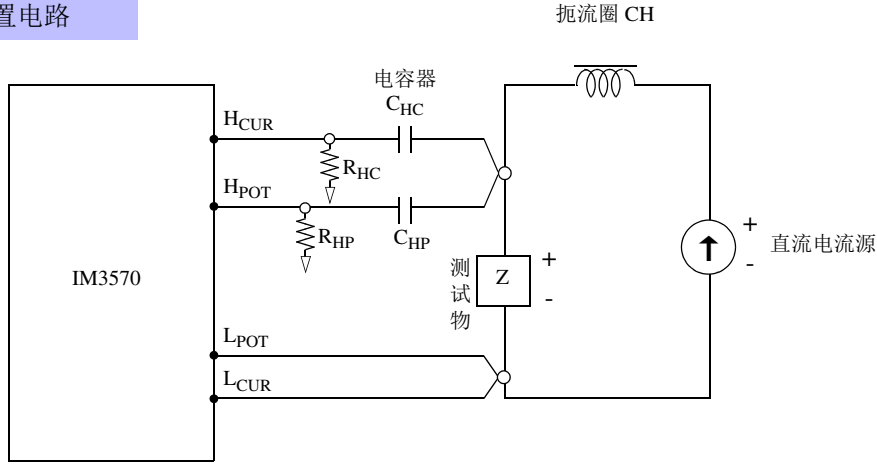 置电路
扼流圈 CH
电容器
CHC
HCUR
RHC
HPOT
RHP
CHP
IM3570
测试物
Z
+
-
+
-
直流电流源
LPOT
LCUR